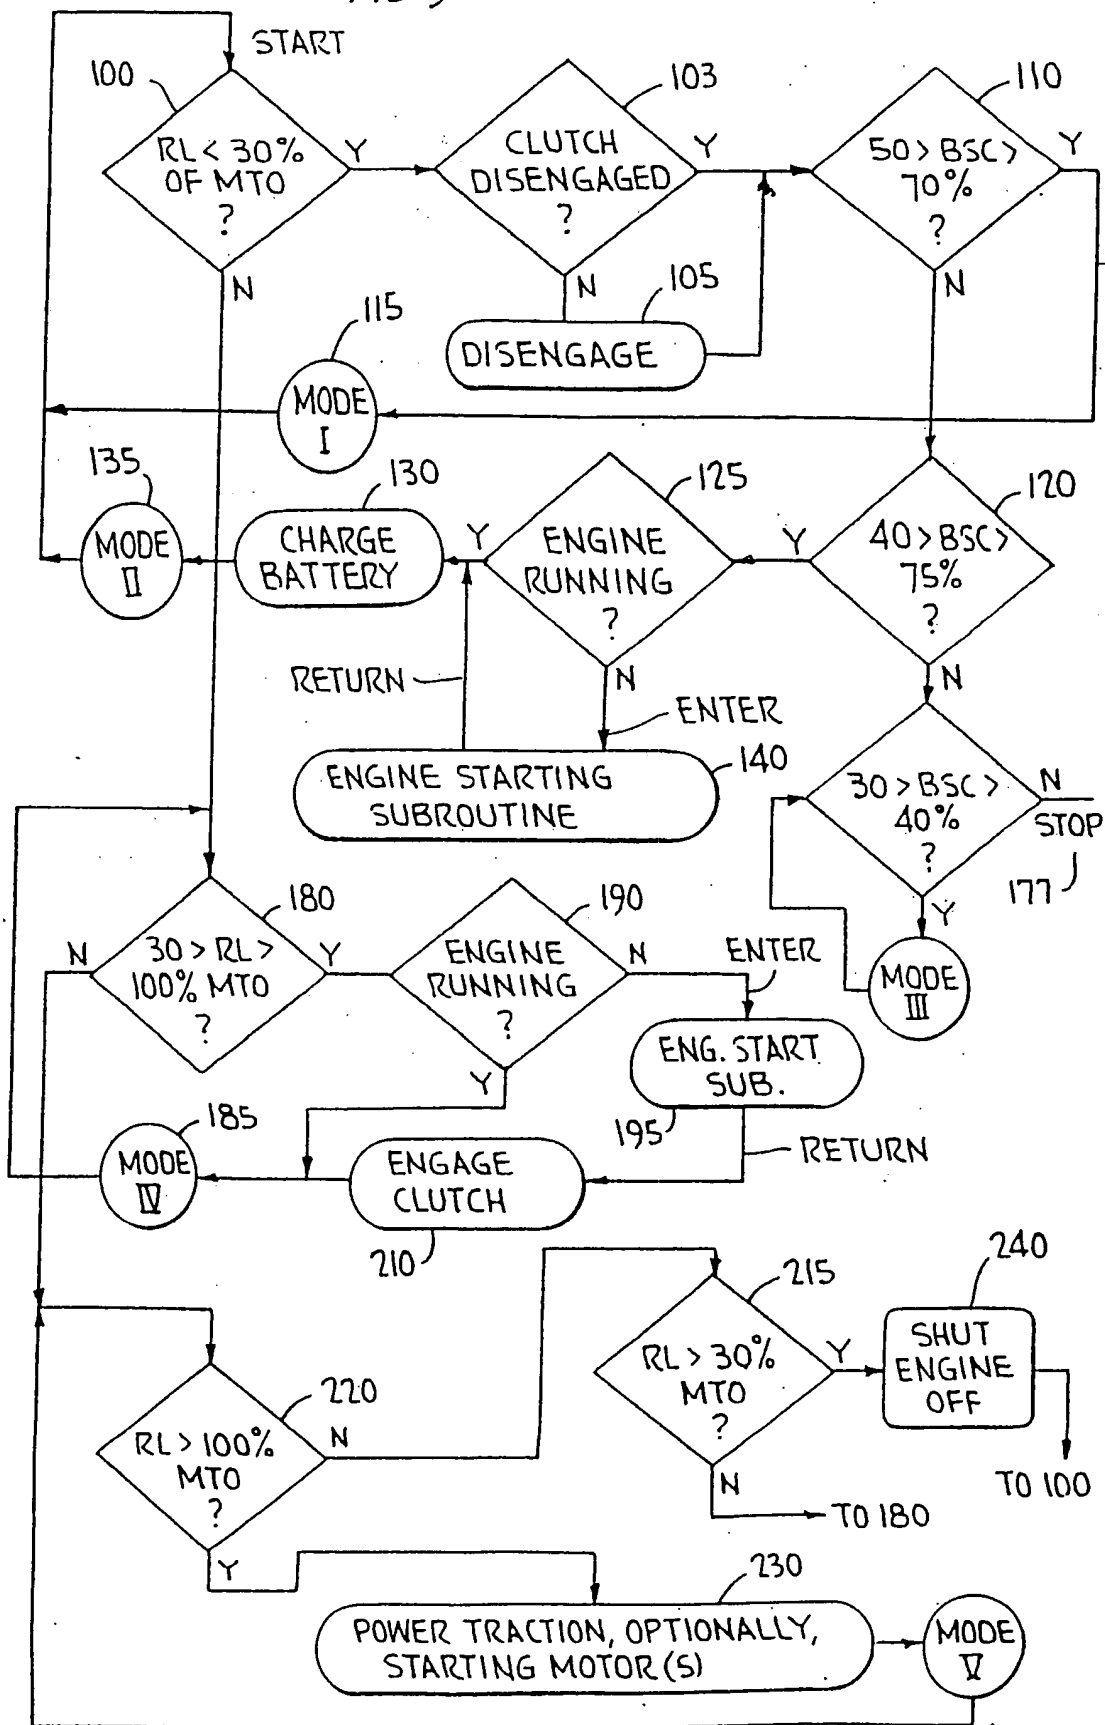 START
100
RL < 30%
OF MTO
?
Y
N
103
CLUTCH
DISENGAGED
?
Y
N
110
50 > BSC >
70%
?
Y
N
105
DISENGAGE
115
MODE
I
135
MODE
II
130
CHARGE
BATTERY
Y
125
ENGINE
RUNNING
?
N
Y
120
40 > BSC >
75%
?
N
RETURN
ENTER
ENGINE STARTING
SUBROUTINE
140
30 > BSC >
40%
?
N
STOP
177
Y
MODE
III
180
N
30 > RL >
100% MTO
?
Y
190
ENGINE
RUNNING
?
N
Y
ENTER
ENG. START
SUB.
195
RETURN
185
MODE
IV
ENGAGE
CLUTCH
210
215
RL > 30%
MTO
?
Y
N
240
SHUT
ENGINE
OFF
TO 100
TO 180
220
RL > 100%
MTO
?
N
Y
230
POWER TRACTION, OPTIONALLY,
STARTING MOTOR(S)
MODE
V